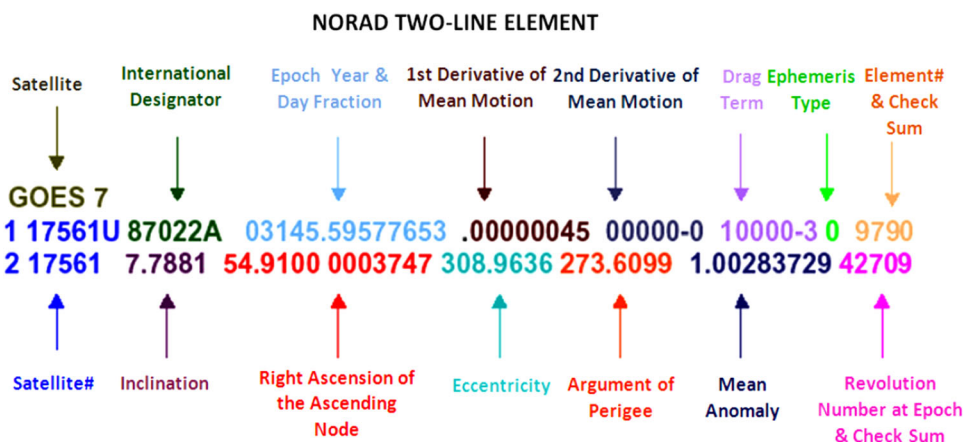 NORAD TWO-LINE ELEMENT
Satellite
International
Designator
Epoch Year &
Day Fraction
1st Derivative of
Mean Motion
2nd Derivative of
Mean Motion
Drag
Term
Ephemeris
Type
Element#
& Check
Sum
GOES 7
1 17561U 87022A 03145.59577653 .00000045 00000-0 10000-3 0 9790
2 17561 7.7881 54.9100 0003747 308.9636 273.6099 1.00283729 42709
Satellite#
Inclination
Right Ascension of
the Ascending
Node
Eccentricity
Argument of
Perigee
Mean
Anomaly
Revolution
Number at Epoch
& Check Sum